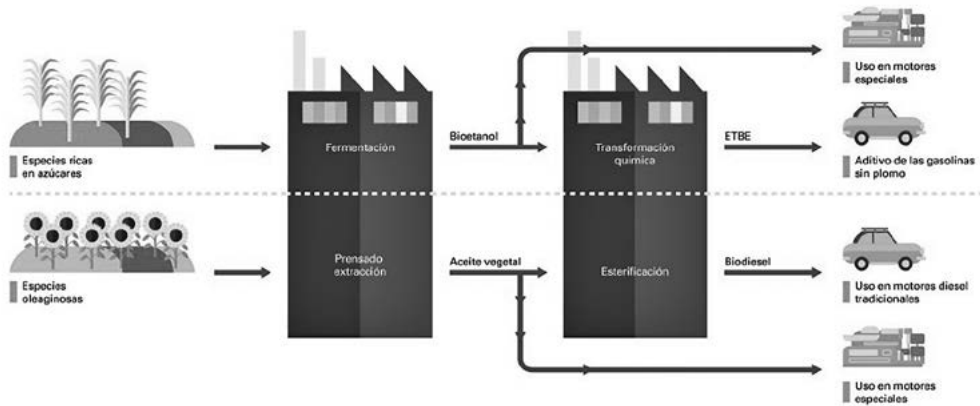 Uso en motores
especiales
Especies ricas
en azúcares
Fermentación
Bioetanol
Transformación
química
ETBE
Aditivo de las gasolinas
sin plomo
Especies
oleaginosas
Prensado
extracción
Aceite vegetal
Esterificación
Biodiesel
Uso en motores diesel
tradicionales
Uso en motores
especiales